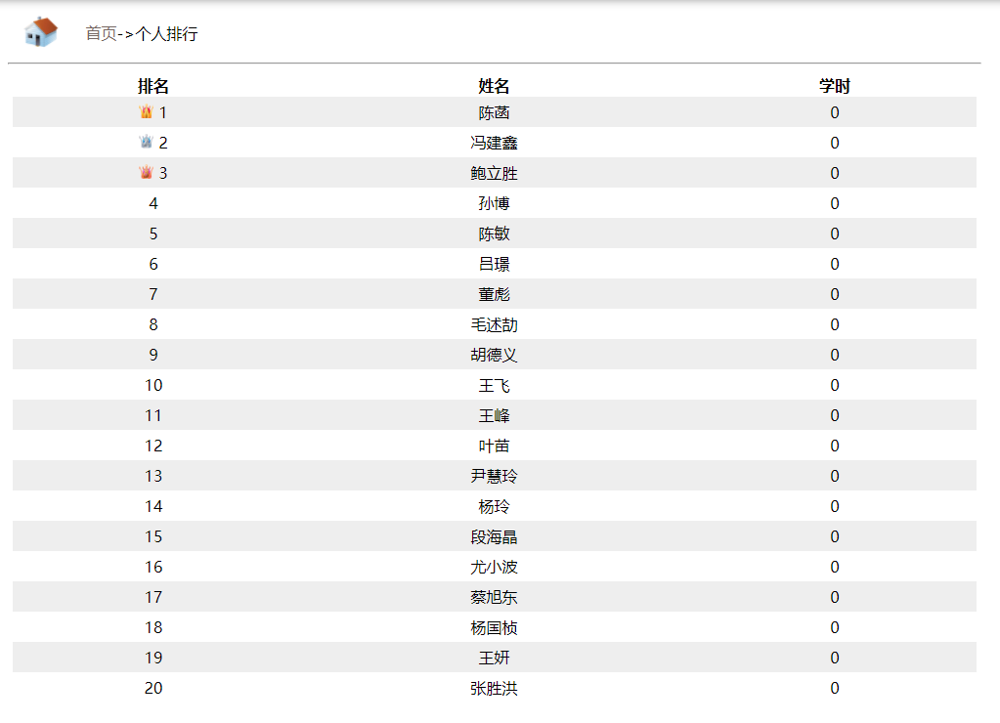 首页->个人排行
排名 姓名 学时
1 陈菡 0
2 冯建鑫 0
3 鲍立胜 0
4 孙博 0
5 陈敏 0
6 吕璟 0
7 董彪 0
8 毛述劼 0
9 胡德义 0
10 王飞 0
11 王峰 0
12 叶苗 0
13 尹慧玲 0
14 杨玲 0
15 段海晶 0
16 尤小波 0
17 蔡旭东 0
18 杨国桢 0
19 王妍 0
20 张胜洪 0